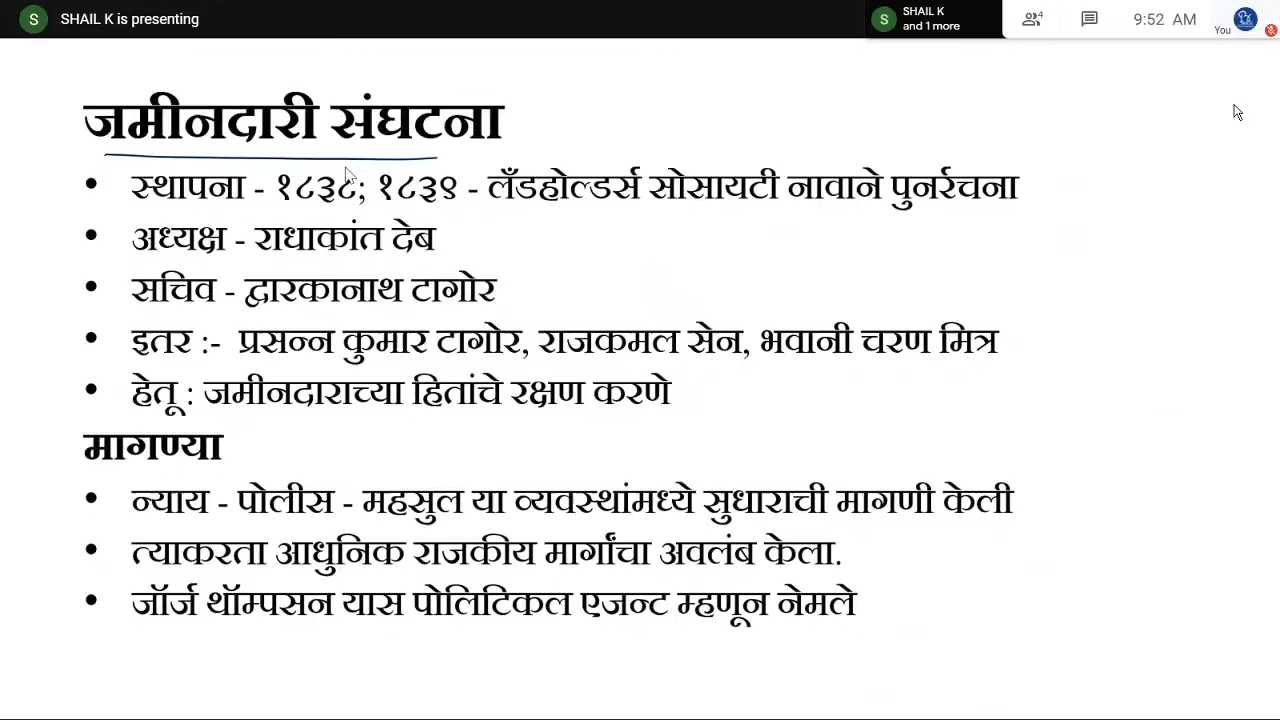 S SHAIL K is presenting
S SHAIL K and 1 more
4
9:52 AM
You
जमीनदारी संघटना
• स्थापना - १८३८; १८३९ - लँडहोल्डर्स सोसायटी नावाने पुनर्रचना
• अध्यक्ष - राधाकांत देब
• सचिव - द्वारकानाथ टागोर
• इतर :- प्रसन्न कुमार टागोर, राजकमल सेन, भवानी चरण मित्र
• हेतू : जमीनदाराच्या हितांचे रक्षण करणे
मागण्या
• न्याय - पोलीस - महसुल या व्यवस्थांमध्ये सुधाराची मागणी केली
• त्याकरता आधुनिक राजकीय मार्गांचा अवलंब केला.
• जॉर्ज थॉम्पसन यास पोलिटिकल एजन्ट म्हणून नेमले